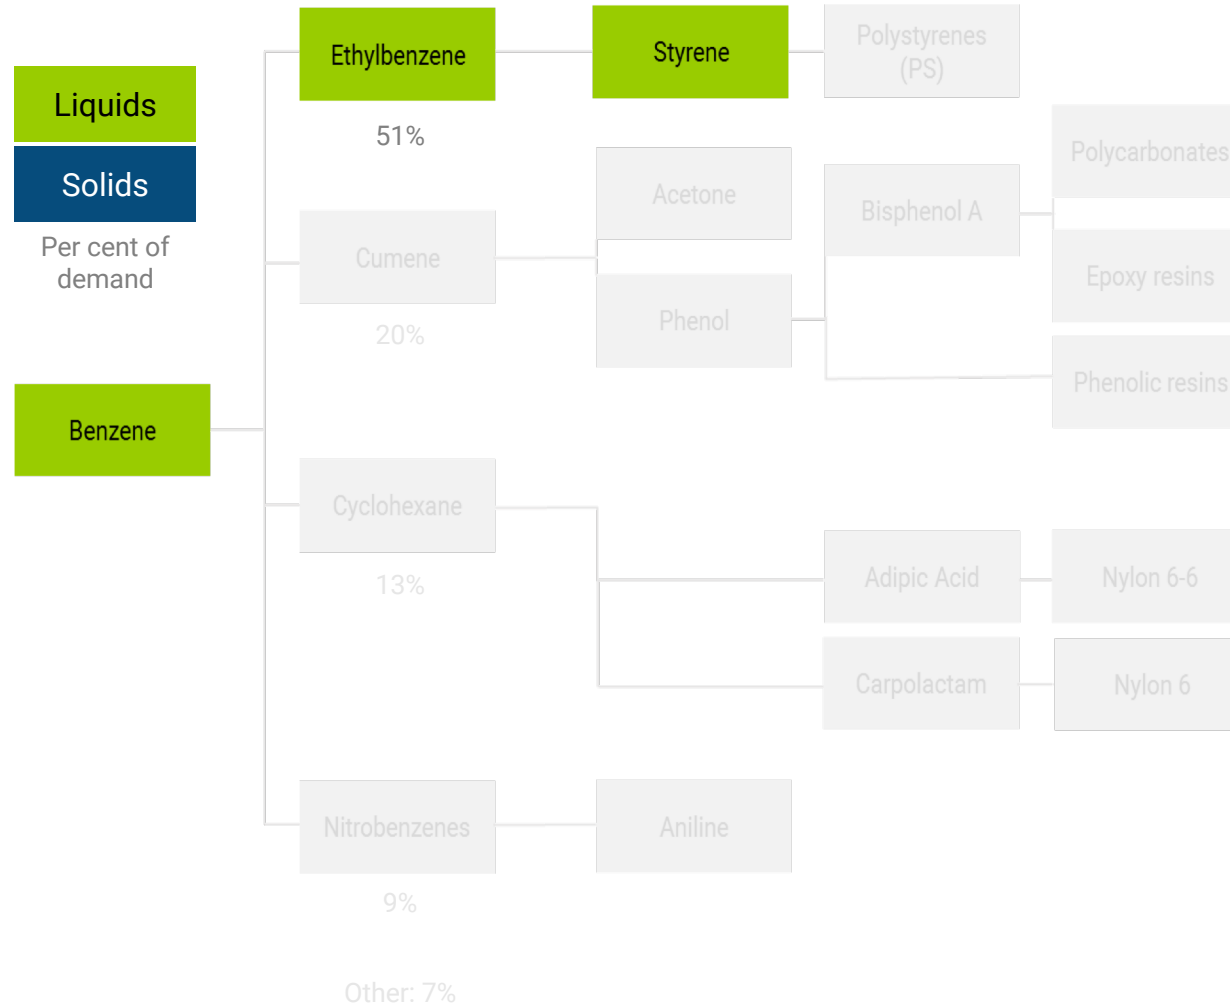 Liquids
Solids
Per cent of
demand
Benzene
Ethylbenzene
51%
Styrene
Polystyrenes
(PS)
Cumene
20%
Acetone
Phenol
Bisphenol A
Polycarbonates
Epoxy resins
Phenolic resins
Cyclohexane
13%
Adipic Acid
Nylon 6-6
Carpolactam
Nylon 6
Nitrobenzenes
9%
Aniline
Other: 7%